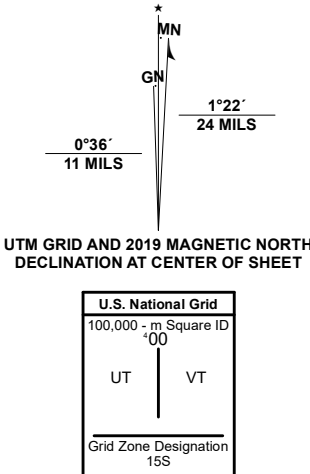 ★
MN
GN
1°22´
24 MILS
0°36´
11 MILS
UTM GRID AND 2019 MAGNETIC NORTH
DECLINATION AT CENTER OF SHEET
U.S. National Grid
100,000 - m Square ID
⁴00
UT VT
Grid Zone Designation
15S